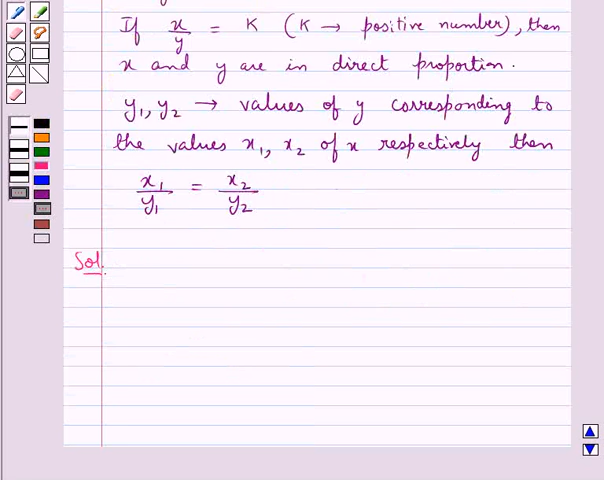 If x/y = K (K → positive number), then
x and y are in direct proportion.
y₁, y₂ → values of y corresponding to
the values x₁, x₂ of x respectively then
x₁/y₁ = x₂/y₂
Sol.